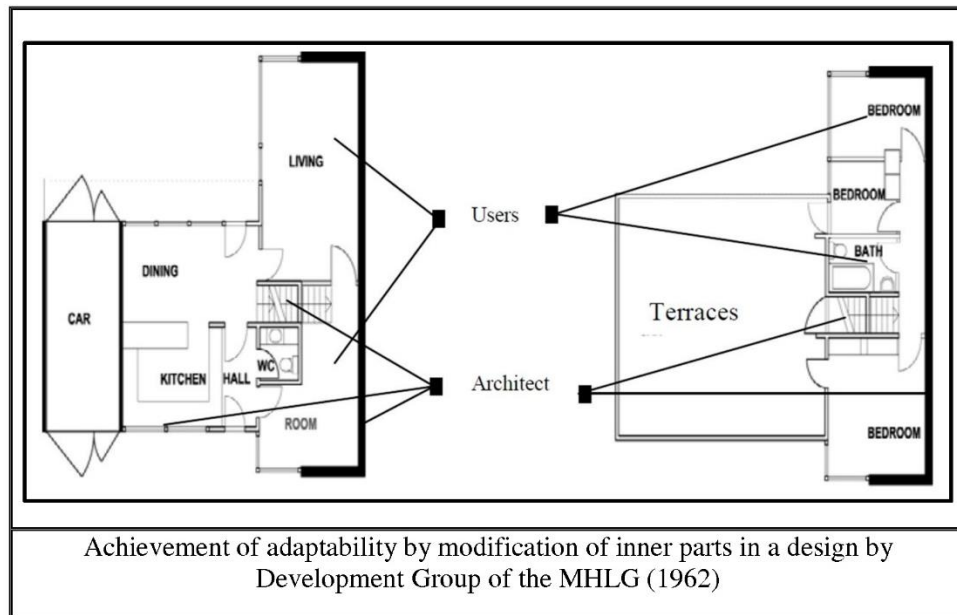 LIVING
DINING
CAR
KITCHEN
HALL
WC
ROOM
Users
Architect
BEDROOM
BEDROOM
BATH
Terraces
BEDROOM
Achievement of adaptability by modification of inner parts in a design by
Development Group of the MHLG (1962)